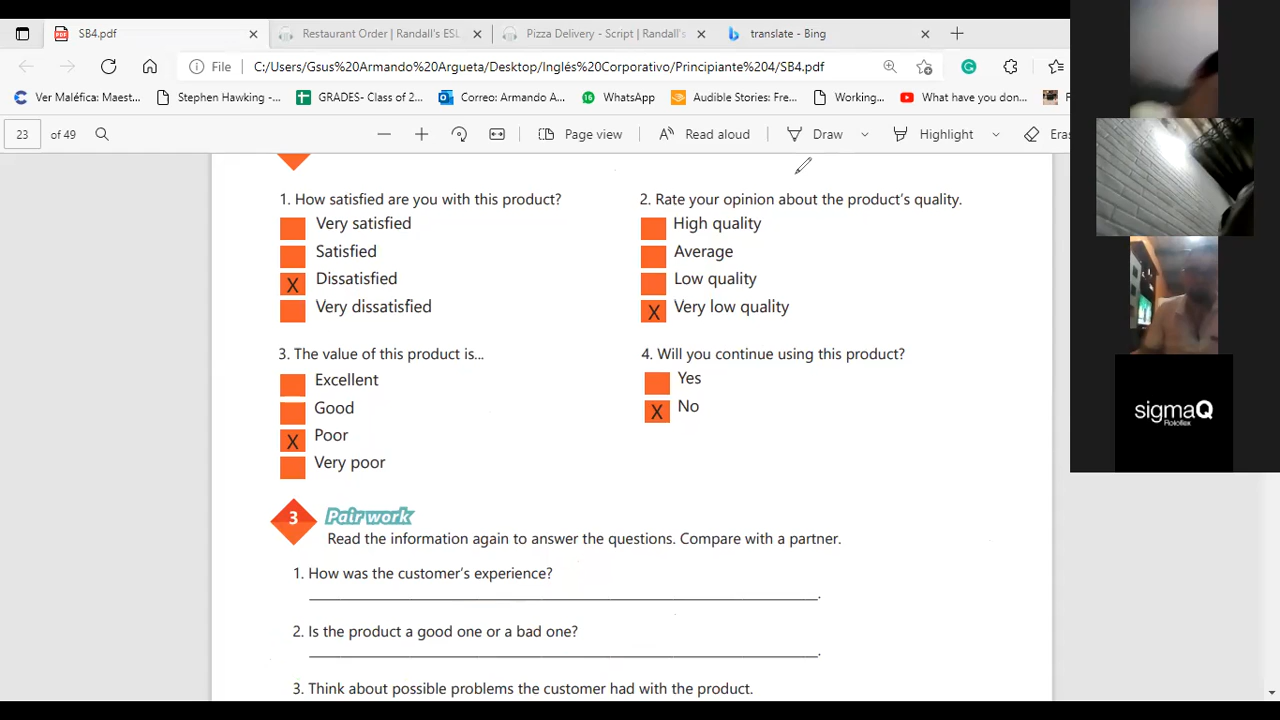 SB4.pdf
Restaurant Order | Randall's ESL
Pizza Delivery - Script | Randall's
translate - Bing
File
C:/Users/Gsus%20Armando%20Argueta/Desktop/Inglés%20Corporativo/Principiante%204/SB4.pdf
Ver Maléfica: Maest...
Stephen Hawking -...
GRADES- Class of 2...
Correo: Armando A...
WhatsApp
Audible Stories: Fre...
Working...
What have you don...
23 of 49
Page view
Read aloud
Draw
Highlight
Eras
1. How satisfied are you with this product?
Very satisfied
Satisfied
X Dissatisfied
Very dissatisfied
2. Rate your opinion about the product's quality.
High quality
Average
Low quality
X Very low quality
3. The value of this product is...
Excellent
Good
X Poor
Very poor
4. Will you continue using this product?
Yes
X No
3 Pair work
Read the information again to answer the questions. Compare with a partner.
1. How was the customer's experience?
2. Is the product a good one or a bad one?
3. Think about possible problems the customer had with the product.
sigmaQ
Roloflex